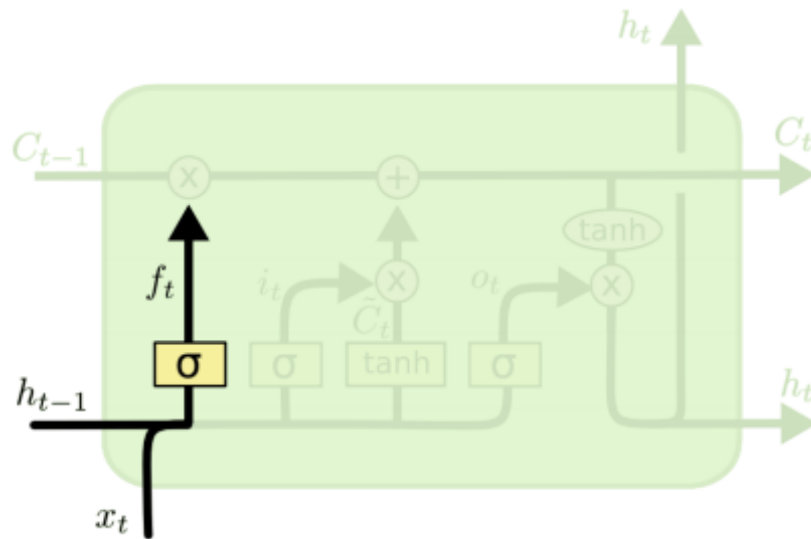 h_t
C_{t-1} x + C_t
tanh
f_t i_t x o_t x
C̃_t
σ σ tanh σ
h_{t-1} h_t
x_t